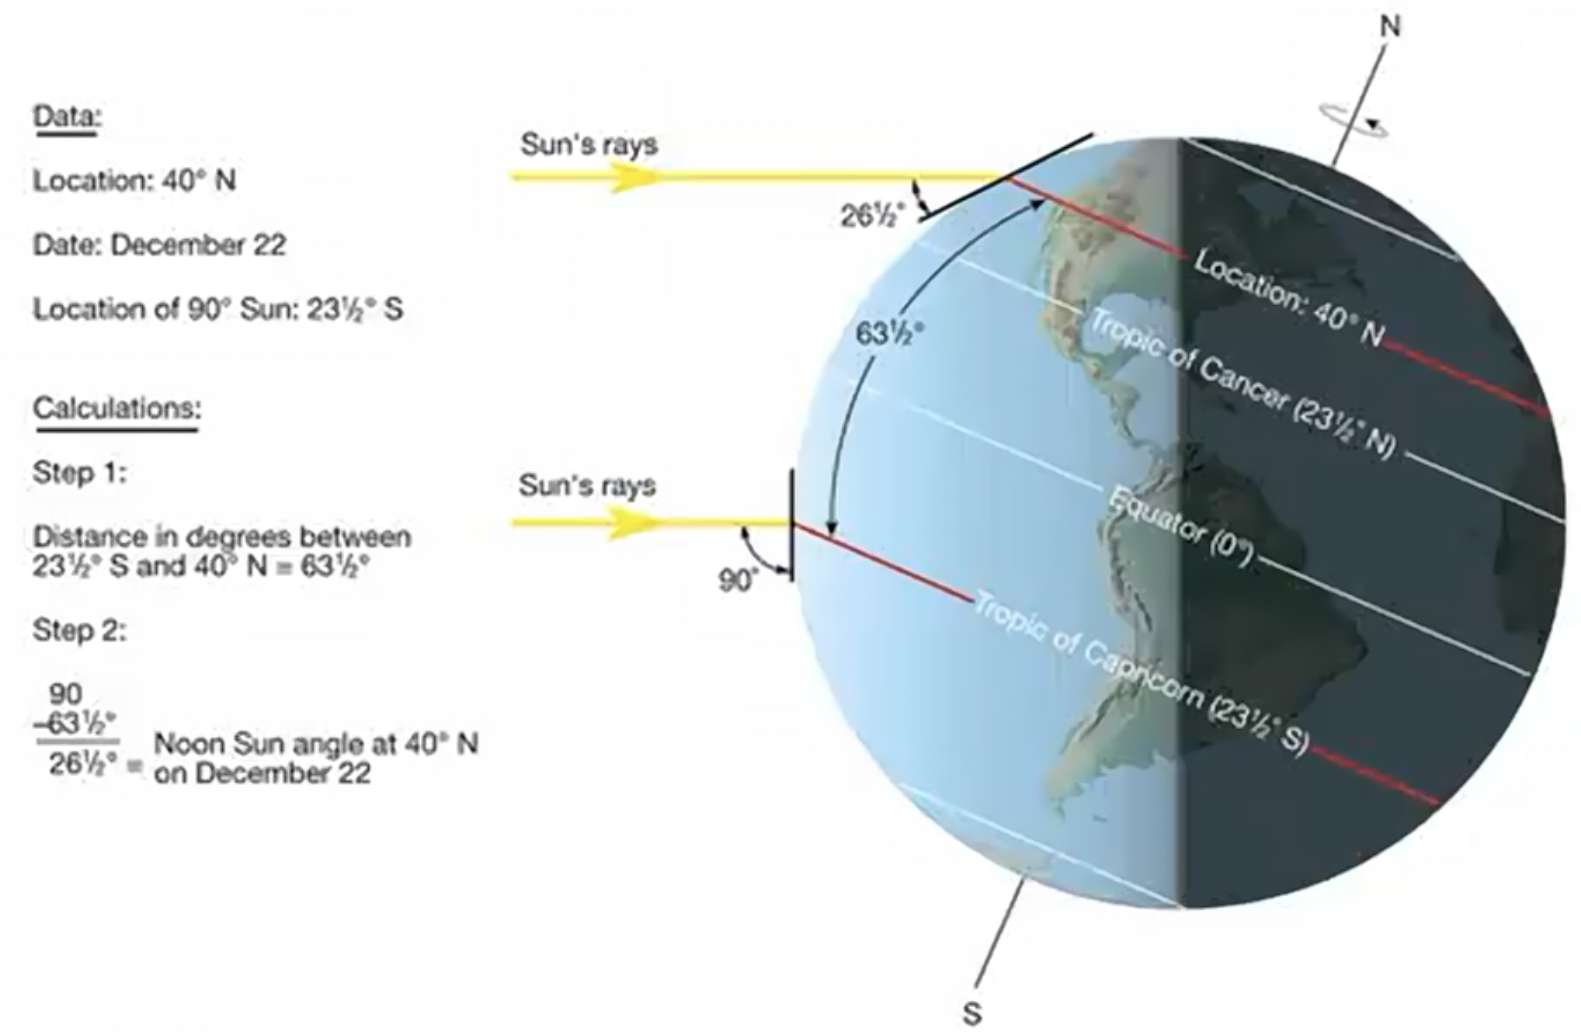 Data:
Location: 40° N
Date: December 22
Location of 90° Sun: 23½° S
Calculations:
Step 1:
Distance in degrees between
23½° S and 40° N = 63½°
Step 2:
90
–63½°
26½° = Noon Sun angle at 40° N
on December 22
Sun's rays
26½°
63½°
Sun's rays
90°
N
Location: 40° N
Tropic of Cancer (23½° N)
Equator (0°)
Tropic of Capricorn (23½° S)
S